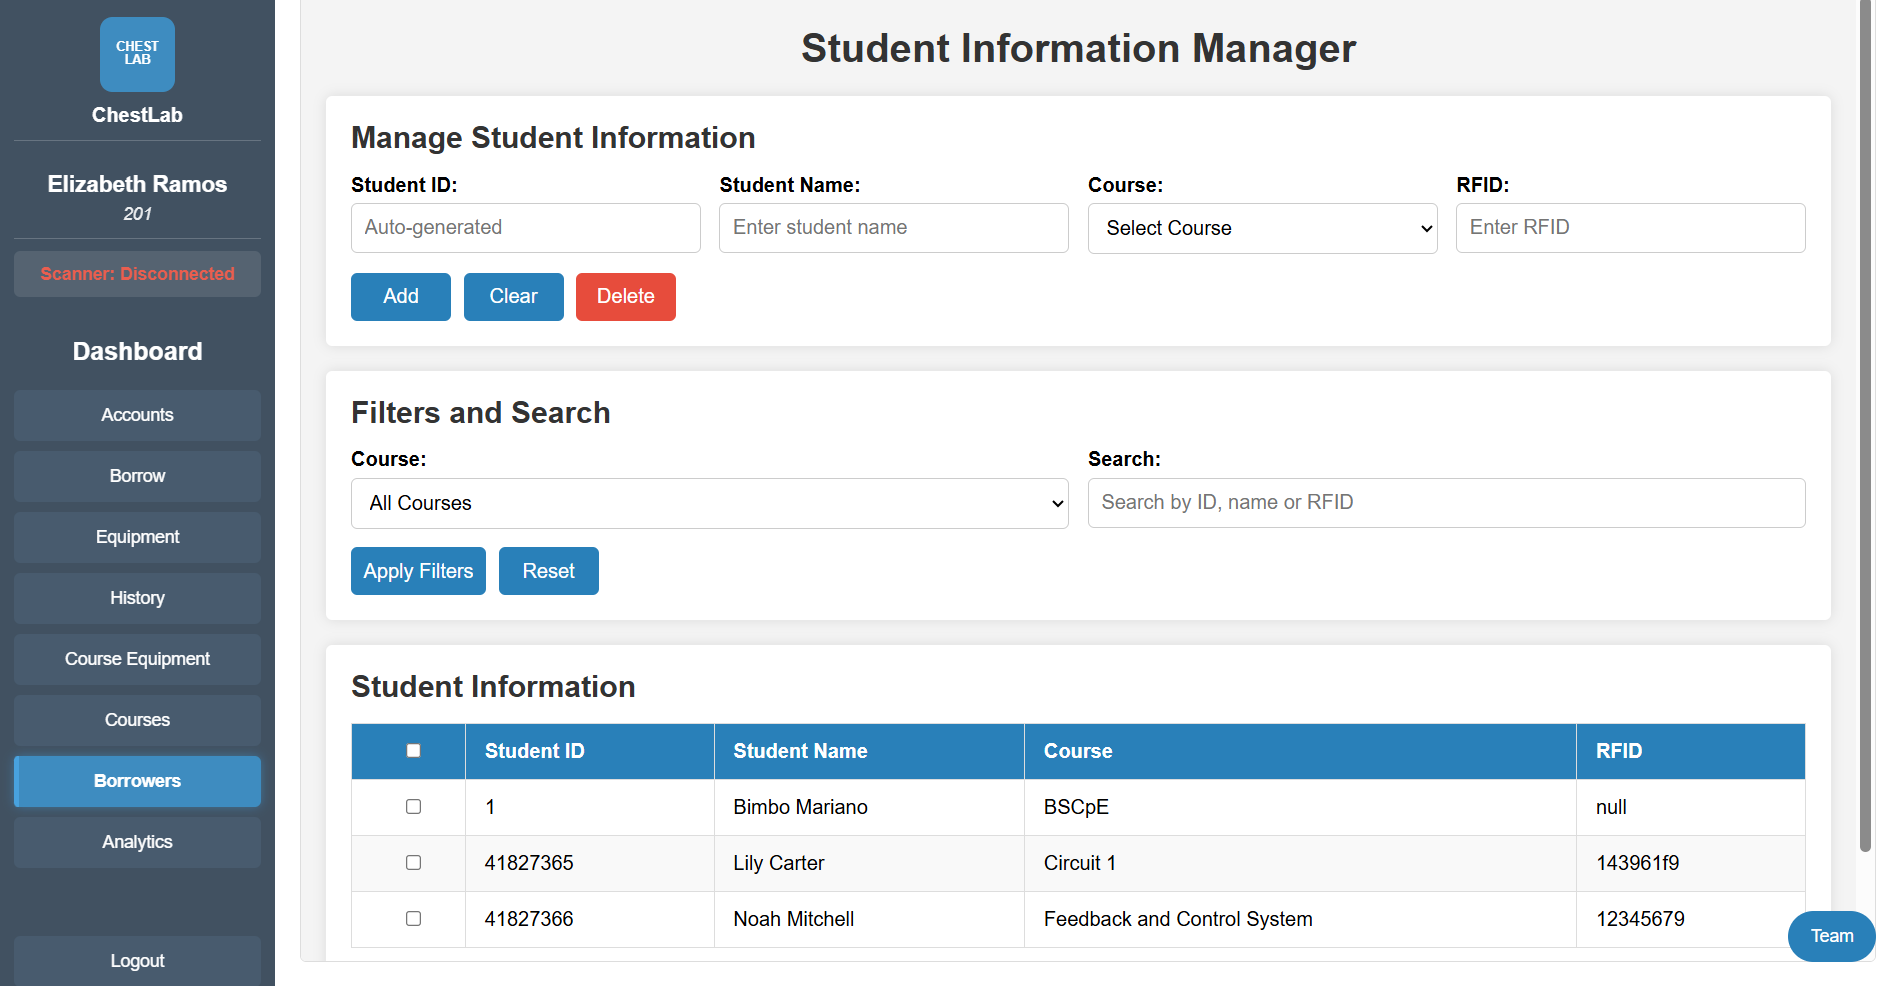 CHEST
LAB
ChestLab
Elizabeth Ramos
201
Scanner: Disconnected
Dashboard
Accounts
Borrow
Equipment
History
Course Equipment
Courses
Borrowers
Analytics
Logout
Student Information Manager
Manage Student Information
Student ID: Student Name: Course: RFID:
Auto-generated Enter student name Select Course Enter RFID
Add Clear Delete
Filters and Search
Course: Search:
All Courses Search by ID, name or RFID
Apply Filters Reset
Student Information
Student ID Student Name Course RFID
1 Bimbo Mariano BSCpE null
41827365 Lily Carter Circuit 1 143961f9
41827366 Noah Mitchell Feedback and Control System 12345679
Team